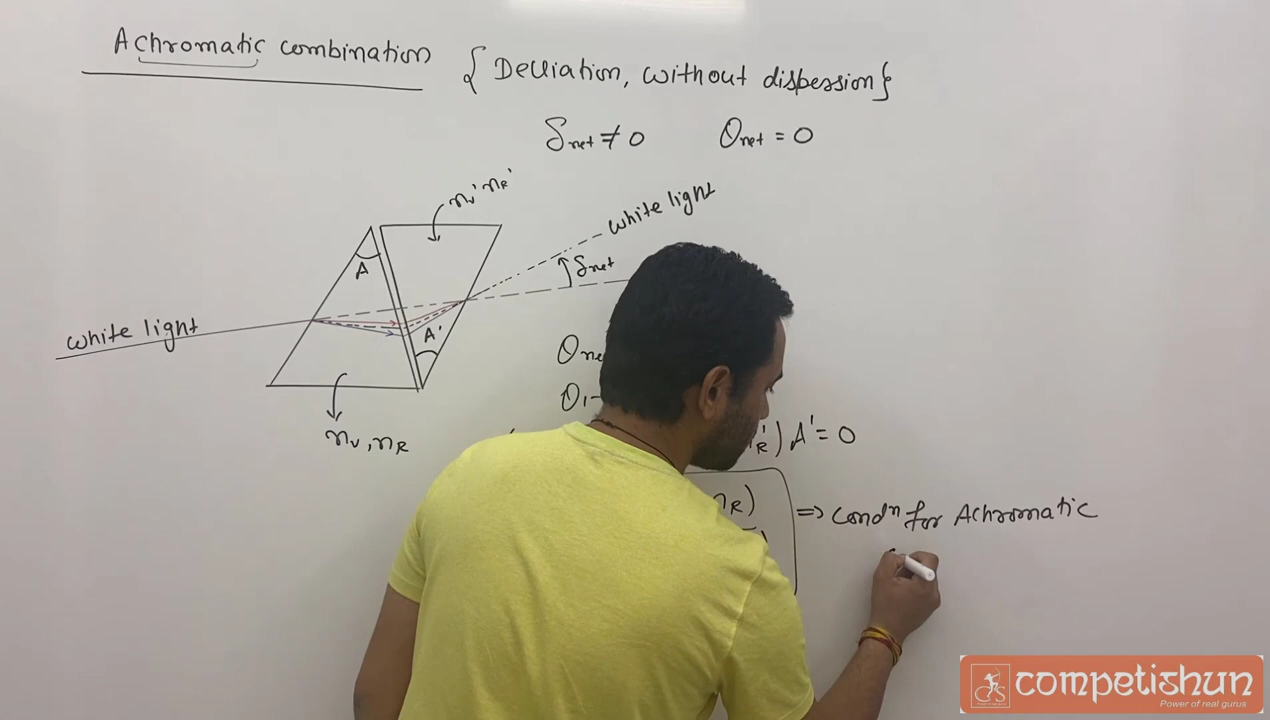 Achromatic combination { Deviation, without dispersion}
δnet ≠ 0 θnet = 0
nv' nR'
white light
δnet
A
white light
A'
θne
θ1-
nv, nR
R') A' = 0
nR)
=> condⁿ for Achromatic
competishun
Power of real gurus